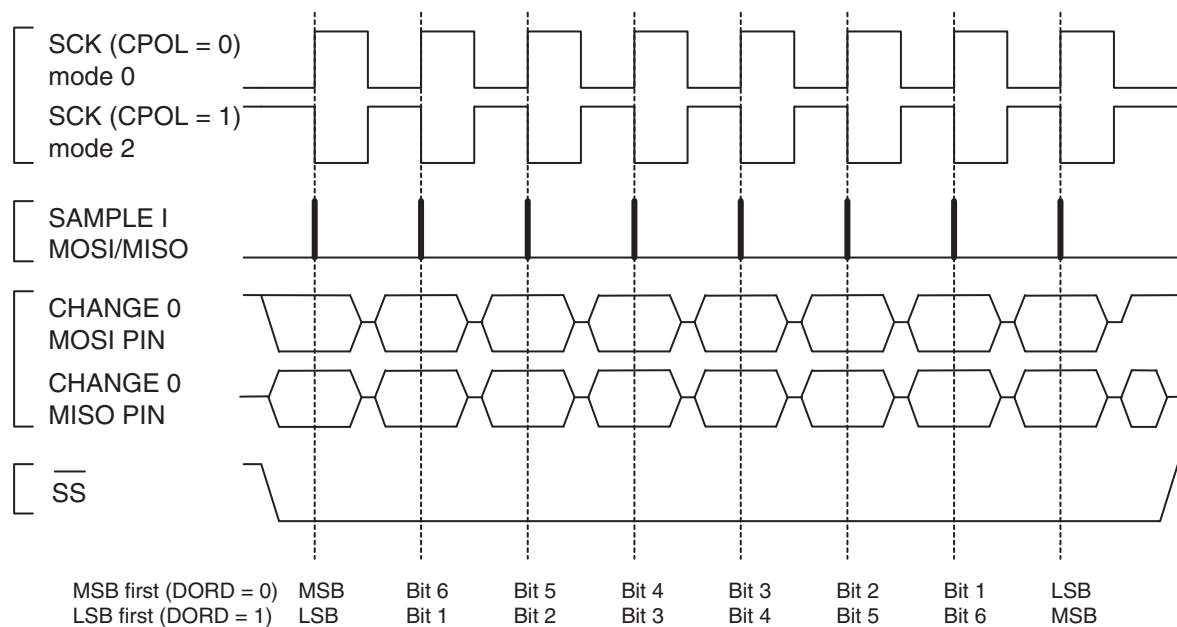 SCK (CPOL = 0)
mode 0
SCK (CPOL = 1)
mode 2
SAMPLE I
MOSI/MISO
CHANGE 0
MOSI PIN
CHANGE 0
MISO PIN
SS
MSB first (DORD = 0) MSB Bit 6 Bit 5 Bit 4 Bit 3 Bit 2 Bit 1 LSB
LSB first (DORD = 1) LSB Bit 1 Bit 2 Bit 3 Bit 4 Bit 5 Bit 6 MSB